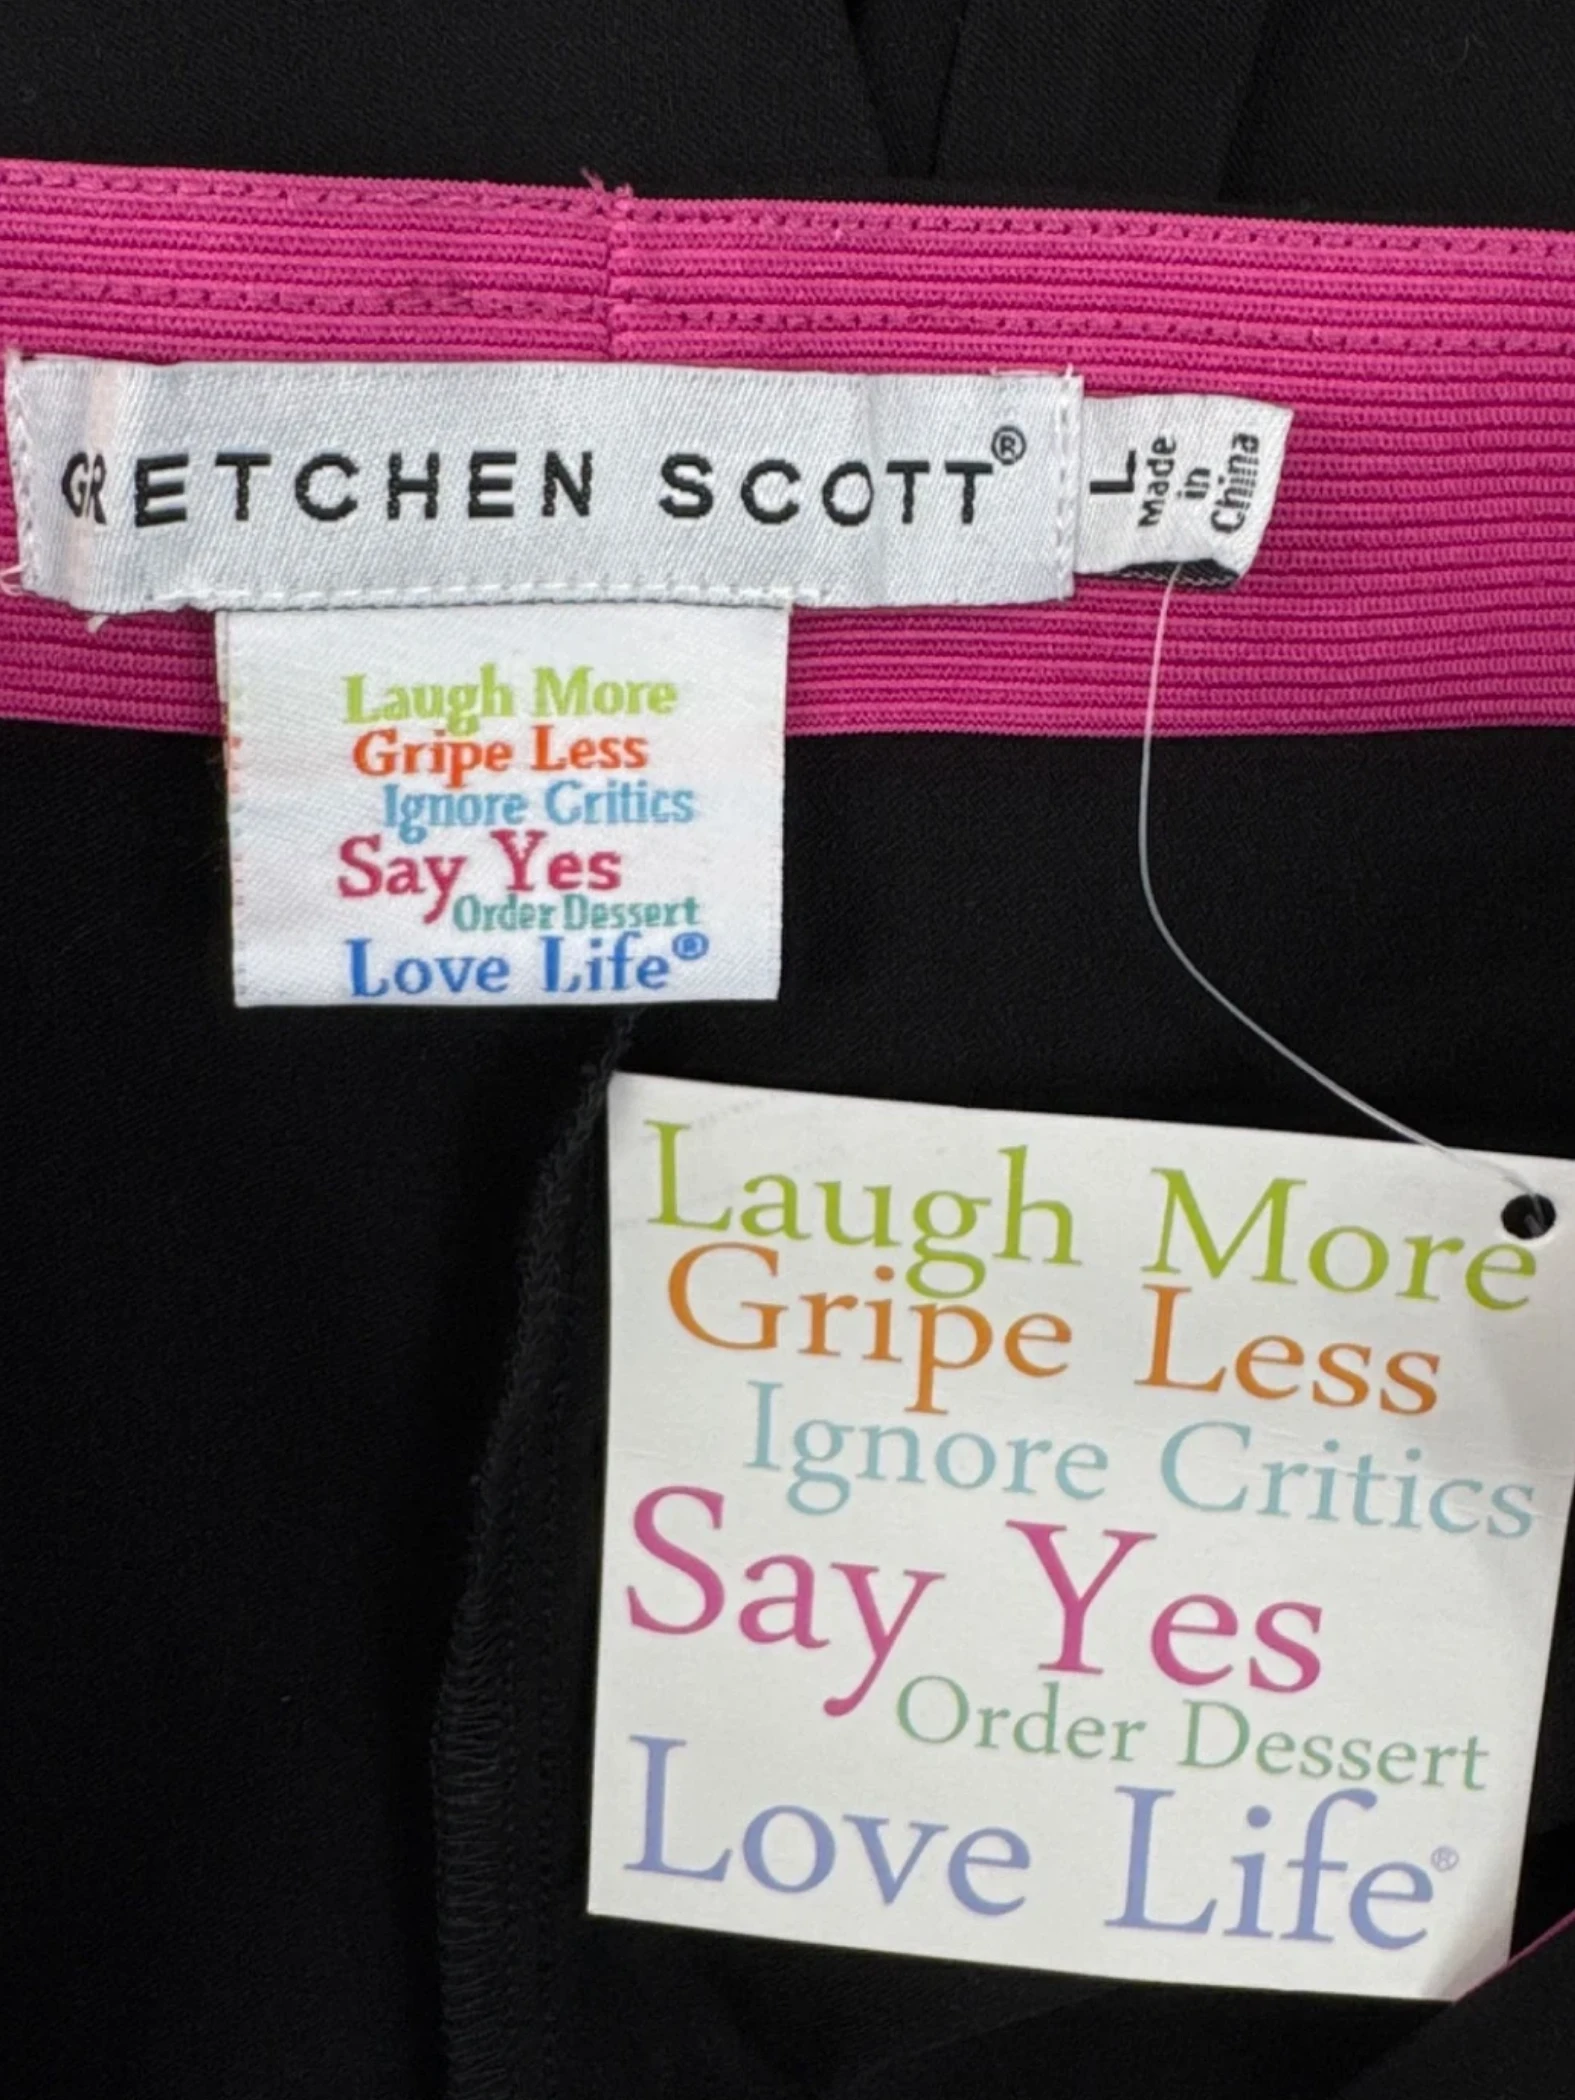 GRETCHEN SCOTT®
L
Made
in
China
Laugh More
Gripe Less
Ignore Critics
Say Yes
Order Dessert
Love Life®
Laugh More
Gripe Less
Ignore Critics
Say Yes
Order Dessert
Love Life®